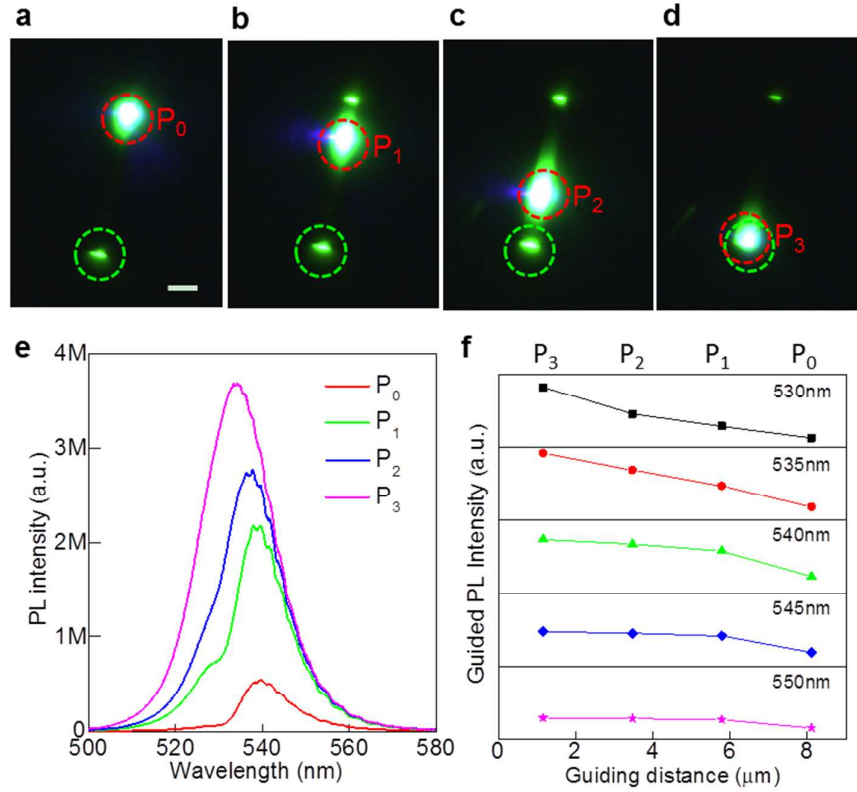 a
b
c
d
P0
P1
P2
P3
e
4M
3M
2M
1M
0
500
520
540
560
580
PL intensity (a.u.)
Wavelength (nm)
P0
P1
P2
P3
f
P3 P2 P1 P0
530nm
535nm
540nm
545nm
550nm
Guided PL Intensity (a.u.)
0 2 4 6 8
Guiding distance (μm)